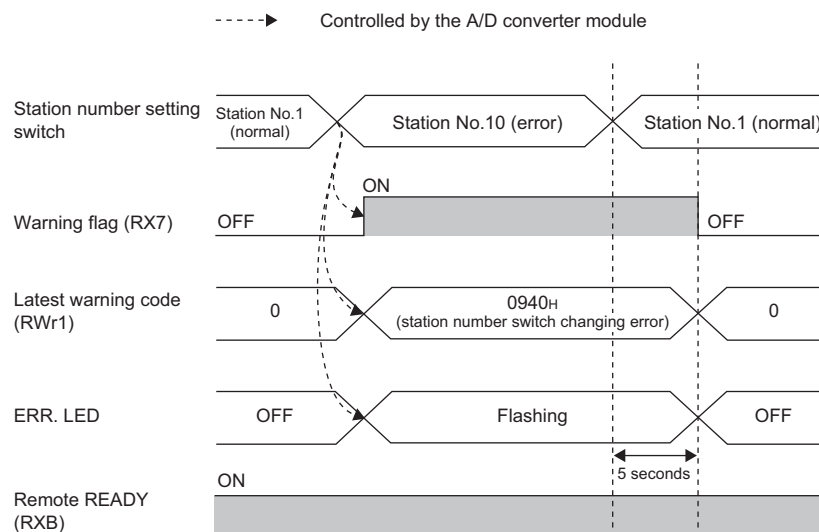 Controlled by the A/D converter module
Station number setting
switch
Station No.1
(normal)
Station No.10 (error)
Station No.1 (normal)
ON
Warning flag (RX7)
OFF
OFF
Latest warning code
(RWr1)
0
0940H
(station number switch changing error)
0
ERR. LED
OFF
Flashing
OFF
5 seconds
ON
Remote READY
(RXB)